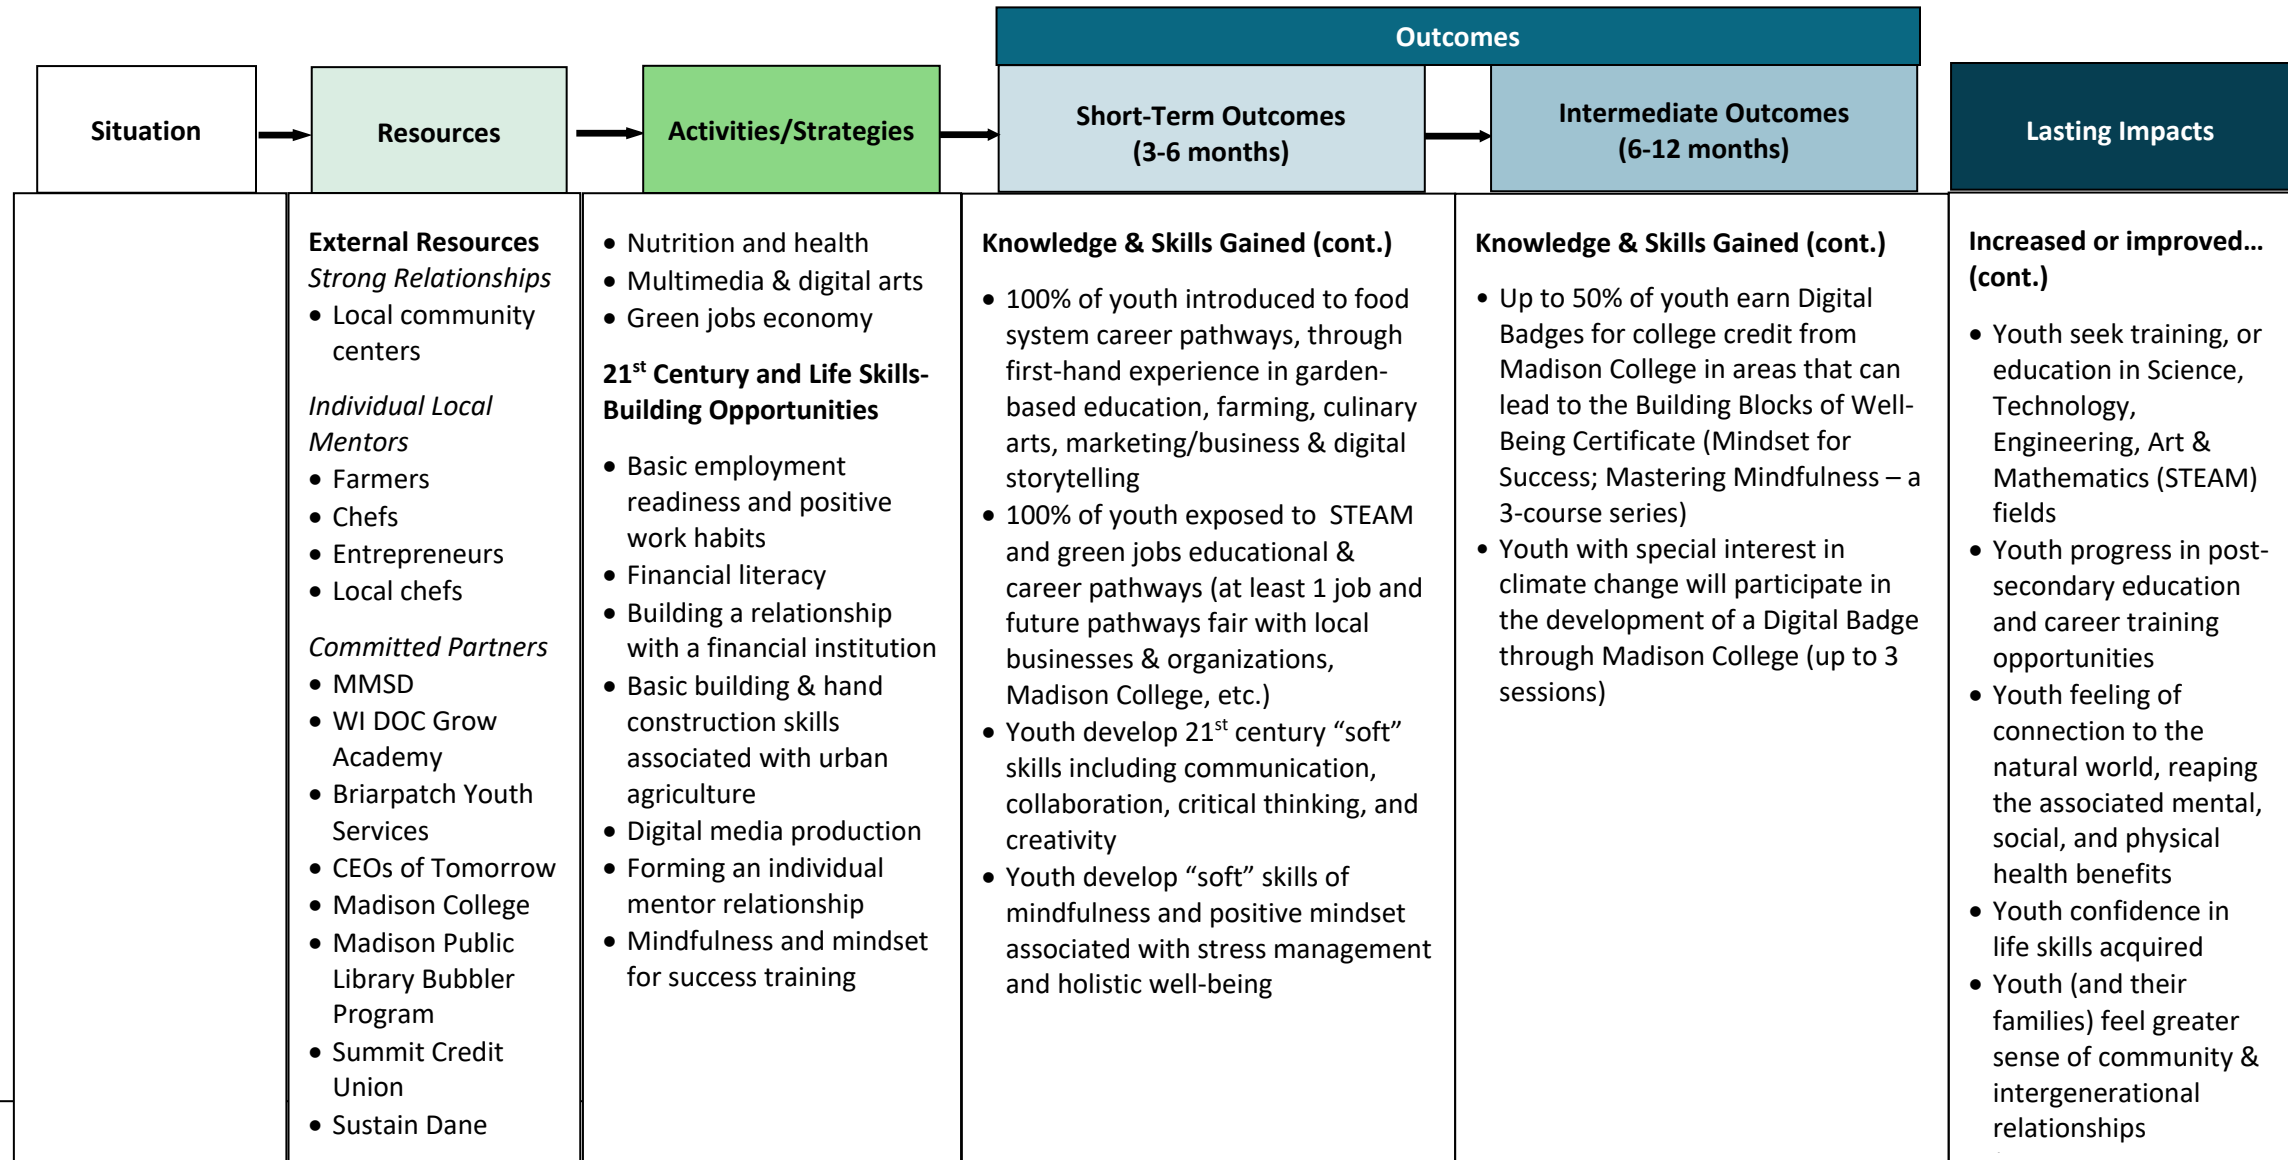 Outcomes
Situation
Resources
Activities/Strategies
Short-Term Outcomes
(3-6 months)
Intermediate Outcomes
(6-12 months)
Lasting Impacts
External Resources
Strong Relationships
• Local community
centers
Individual Local
Mentors
• Farmers
• Chefs
• Entrepreneurs
• Local chefs
Committed Partners
• MMSD
• WI DOC Grow
Academy
• Briarpatch Youth
Services
• CEOs of Tomorrow
• Madison College
• Madison Public
Library Bubbler
Program
• Summit Credit
Union
• Sustain Dane
• Nutrition and health
• Multimedia & digital arts
• Green jobs economy
21st Century and Life Skills-
Building Opportunities
• Basic employment
readiness and positive
work habits
• Financial literacy
• Building a relationship
with a financial institution
• Basic building & hand
construction skills
associated with urban
agriculture
• Digital media production
• Forming an individual
mentor relationship
• Mindfulness and mindset
for success training
Knowledge & Skills Gained (cont.)
• 100% of youth introduced to food
system career pathways, through
first-hand experience in garden-
based education, farming, culinary
arts, marketing/business & digital
storytelling
• 100% of youth exposed to STEAM
and green jobs educational &
career pathways (at least 1 job and
future pathways fair with local
businesses & organizations,
Madison College, etc.)
• Youth develop 21st century “soft”
skills including communication,
collaboration, critical thinking, and
creativity
• Youth develop “soft” skills of
mindfulness and positive mindset
associated with stress management
and holistic well-being
Knowledge & Skills Gained (cont.)
• Up to 50% of youth earn Digital
Badges for college credit from
Madison College in areas that can
lead to the Building Blocks of Well-
Being Certificate (Mindset for
Success; Mastering Mindfulness – a
3-course series)
• Youth with special interest in
climate change will participate in
the development of a Digital Badge
through Madison College (up to 3
sessions)
Increased or improved…
(cont.)
• Youth seek training, or
education in Science,
Technology,
Engineering, Art &
Mathematics (STEAM)
fields
• Youth progress in post-
secondary education
and career training
opportunities
• Youth feeling of
connection to the
natural world, reaping
the associated mental,
social, and physical
health benefits
• Youth confidence in
life skills acquired
• Youth (and their
families) feel greater
sense of community &
intergenerational
relationships